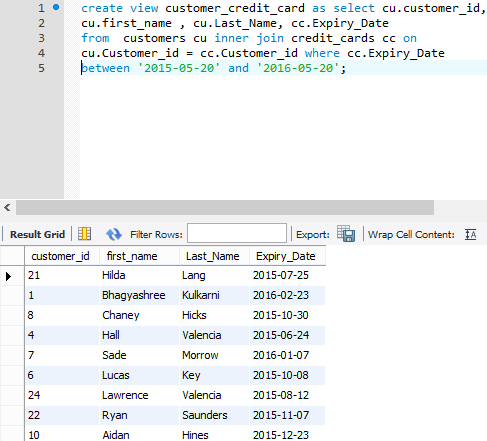 1 create view customer_credit_card as select cu.customer_id,
2 cu.first_name , cu.Last_Name, cc.Expiry_Date
3 from customers cu inner join credit_cards cc on
4 cu.Customer_id = cc.Customer_id where cc.Expiry_Date
5 between '2015-05-20' and '2016-05-20';
Result Grid Filter Rows: Export: Wrap Cell Content:
customer_id first_name Last_Name Expiry_Date
21 Hilda Lang 2015-07-25
1 Bhagyashree Kulkarni 2016-02-23
8 Chaney Hicks 2015-10-30
4 Hall Valencia 2015-06-24
7 Sade Morrow 2016-01-07
6 Lucas Key 2015-10-08
24 Lawrence Valencia 2015-08-12
22 Ryan Saunders 2015-11-07
10 Aidan Hines 2015-12-23